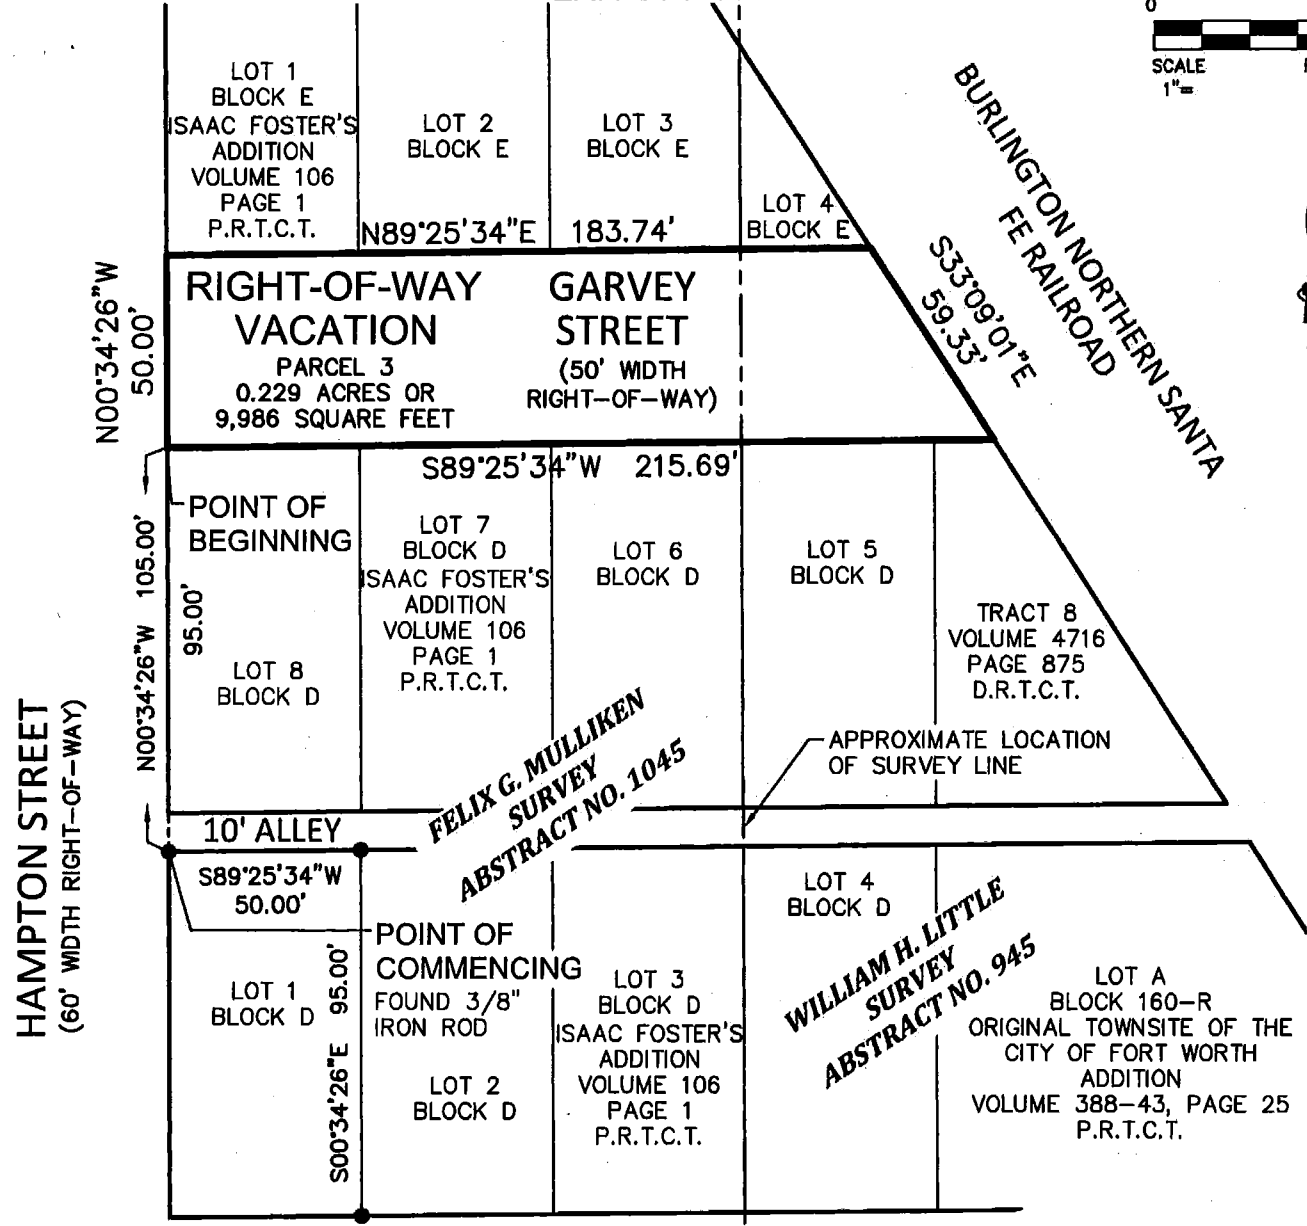 0
SCALE
1"=
LOT 1
BLOCK E
ISAAC FOSTER'S
ADDITION
VOLUME 106
PAGE 1
P.R.T.C.T.
LOT 2
BLOCK E
LOT 3
BLOCK E
LOT 4
BLOCK E
BURLINGTON NORTHERN SANTA
FE RAILROAD
N89°25'34"E 183.74'
S33°09'01"E
59.33'
N00°34'26"W
50.00'
RIGHT-OF-WAY
VACATION
PARCEL 3
0.229 ACRES OR
9,986 SQUARE FEET
GARVEY
STREET
(50' WIDTH
RIGHT-OF-WAY)
S89°25'34"W 215.69'
POINT OF
BEGINNING
N00°34'26"W 105.00'
95.00'
LOT 8
BLOCK D
LOT 7
BLOCK D
ISAAC FOSTER'S
ADDITION
VOLUME 106
PAGE 1
P.R.T.C.T.
LOT 6
BLOCK D
LOT 5
BLOCK D
TRACT 8
VOLUME 4716
PAGE 875
D.R.T.C.T.
APPROXIMATE LOCATION
OF SURVEY LINE
FELIX G. MULLIKEN
SURVEY
ABSTRACT NO. 1045
HAMPTON STREET
(60' WIDTH RIGHT-OF-WAY)
10' ALLEY
S89°25'34"W
50.00'
POINT OF
COMMENCING
FOUND 3/8"
IRON ROD
S00°34'26"E 95.00'
LOT 1
BLOCK D
LOT 2
BLOCK D
LOT 3
BLOCK D
ISAAC FOSTER'S
ADDITION
VOLUME 106
PAGE 1
P.R.T.C.T.
LOT 4
BLOCK D
WILLIAM H. LITTLE
SURVEY
ABSTRACT NO. 945
LOT A
BLOCK 160-R
ORIGINAL TOWNSITE OF THE
CITY OF FORT WORTH
ADDITION
VOLUME 388-43, PAGE 25
P.R.T.C.T.